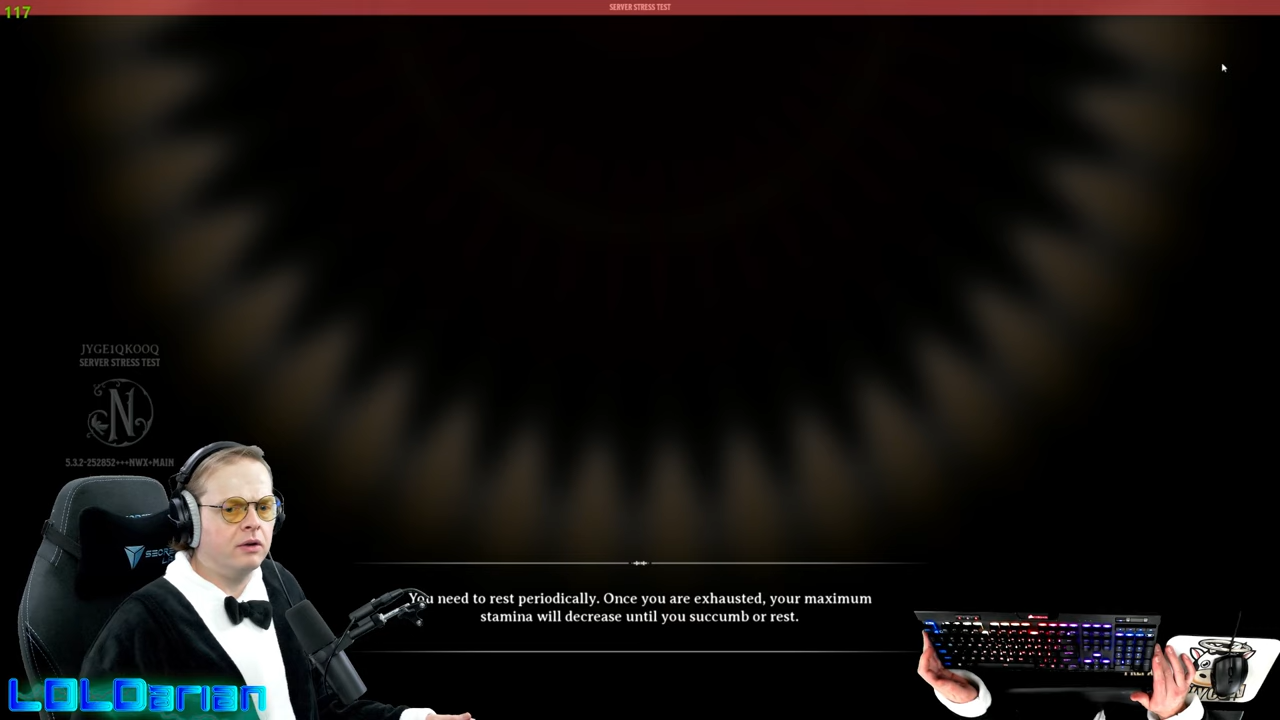 117
SERVER STRESS TEST
JYGE1QKOOQ
SERVER STRESS TEST
N
5.3.2-252852+++NWX+MAIN
You need to rest periodically. Once you are exhausted, your maximum
stamina will decrease until you succumb or rest.
LOLDarian